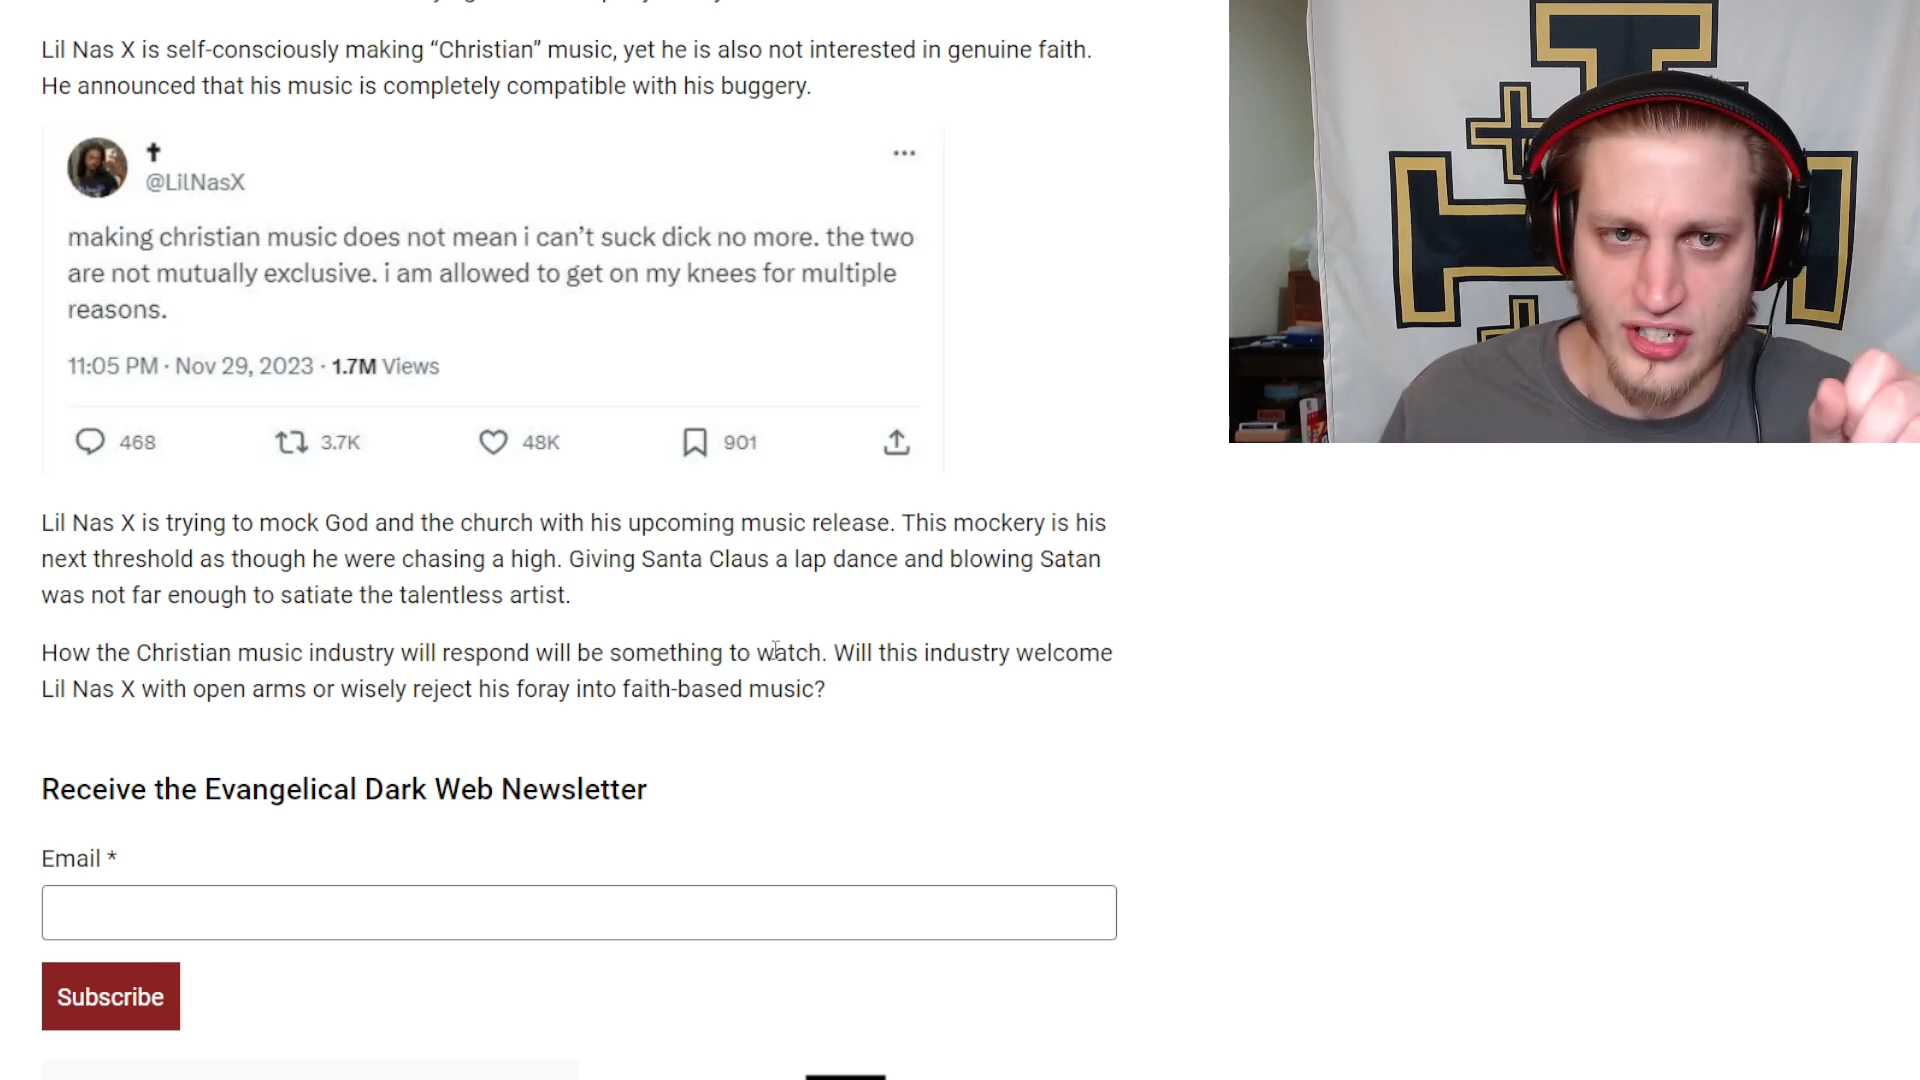 Lil Nas X is self-consciously making “Christian” music, yet he is also not interested in genuine faith.
He announced that his music is completely compatible with his buggery.
@LilNasX
making christian music does not mean i can’t suck dick no more. the two
are not mutually exclusive. i am allowed to get on my knees for multiple
reasons.
11:05 PM · Nov 29, 2023 · 1.7M Views
468 3.7K 48K 901
Lil Nas X is trying to mock God and the church with his upcoming music release. This mockery is his
next threshold as though he were chasing a high. Giving Santa Claus a lap dance and blowing Satan
was not far enough to satiate the talentless artist.
How the Christian music industry will respond will be something to watch. Will this industry welcome
Lil Nas X with open arms or wisely reject his foray into faith-based music?
Receive the Evangelical Dark Web Newsletter
Email *
Subscribe